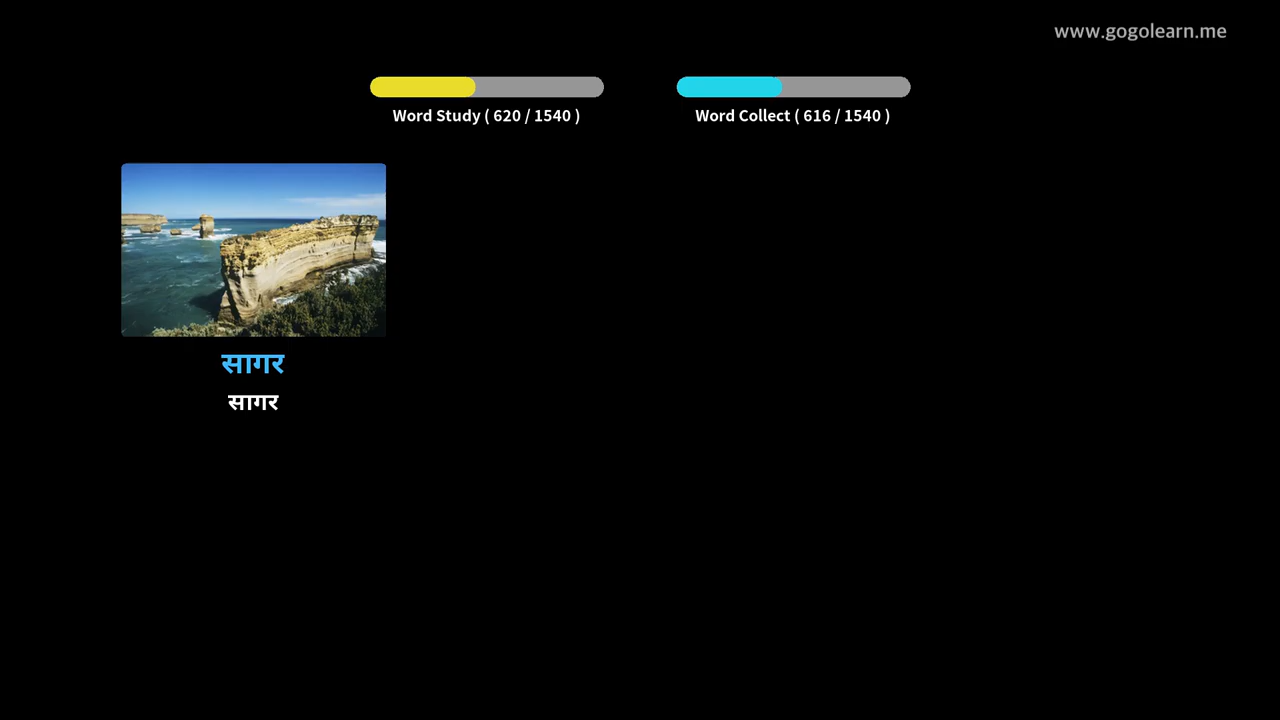 www.gogolearn.me
Word Study ( 620 / 1540 )
Word Collect ( 616 / 1540 )
सागर
सागर